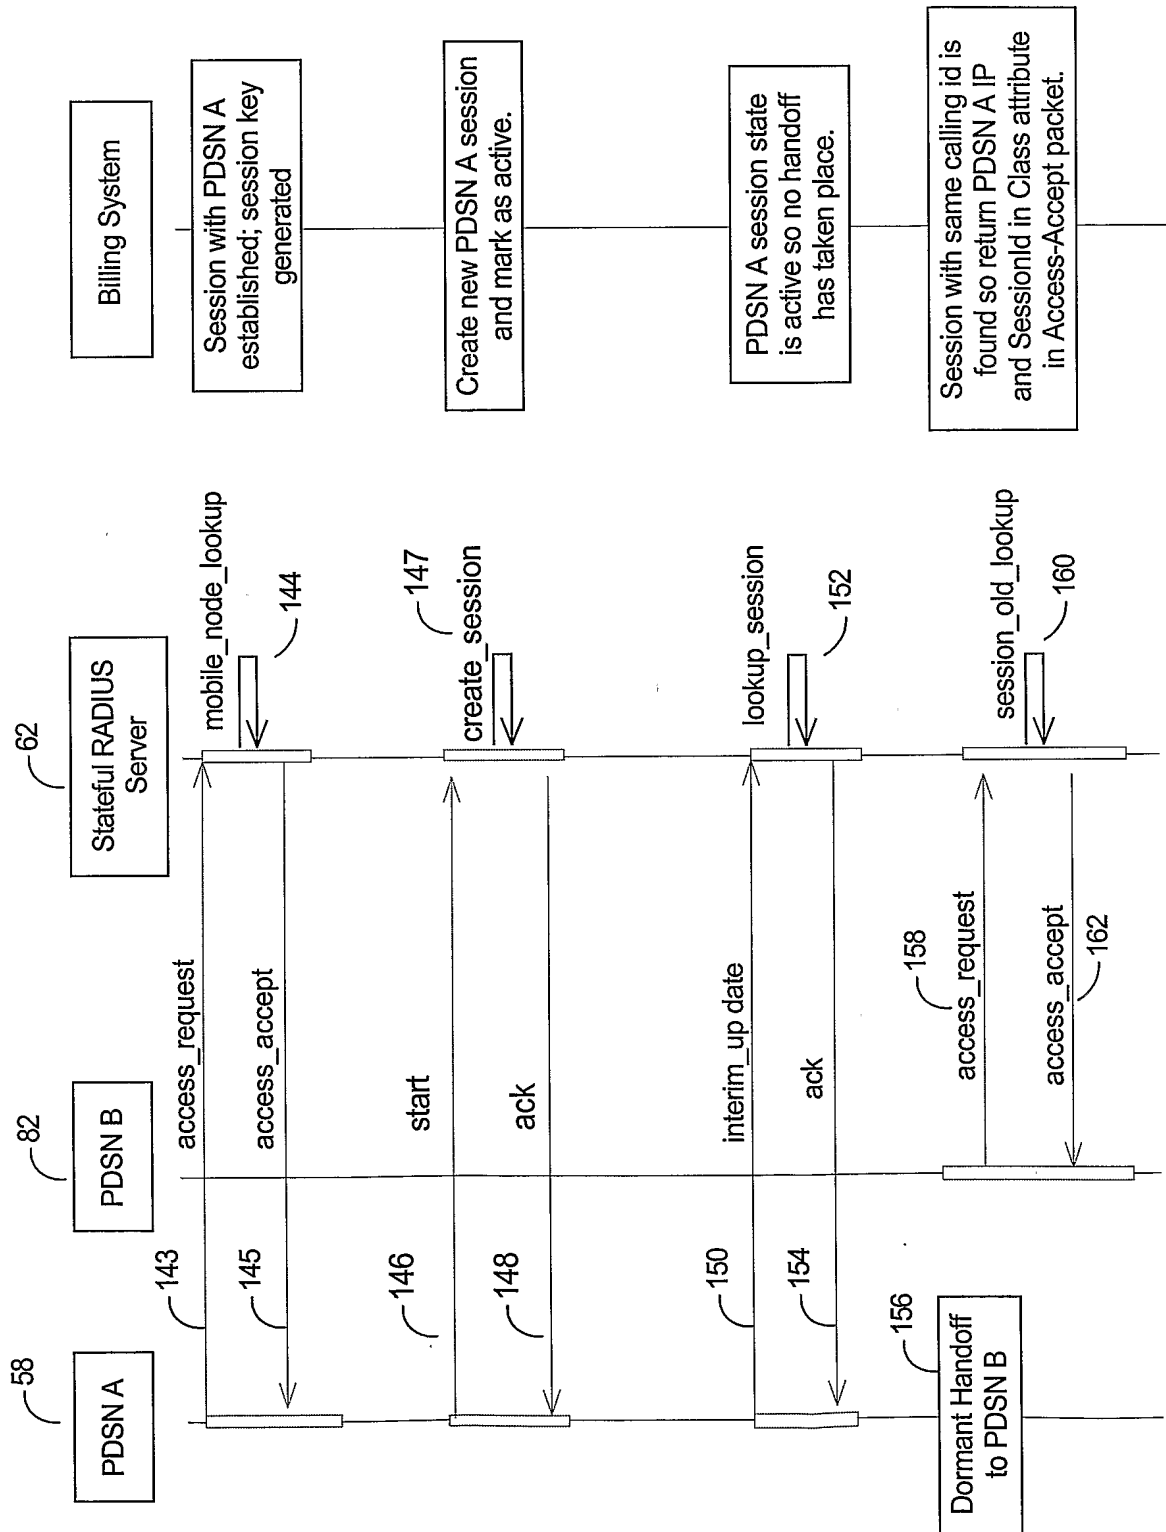 58
PDSN A
82
PDSN B
62
Stateful RADIUS
Server
Billing System
143
access_request
mobile_node_lookup
144
Session with PDSN A
established; session key
generated
145
access_accept
146
start
147
create_session
Create new PDSN A session
and mark as active.
148
ack
150
interim_up date
lookup_session
152
PDSN A session state
is active so no handoff
has taken place.
154
ack
156
Dormant Handoff
to PDSN B
158
access_request
session_old_lookup
160
Session with same calling id is
found so return PDSN A IP
and SessionId in Class attribute
in Access-Accept packet.
access_accept
162